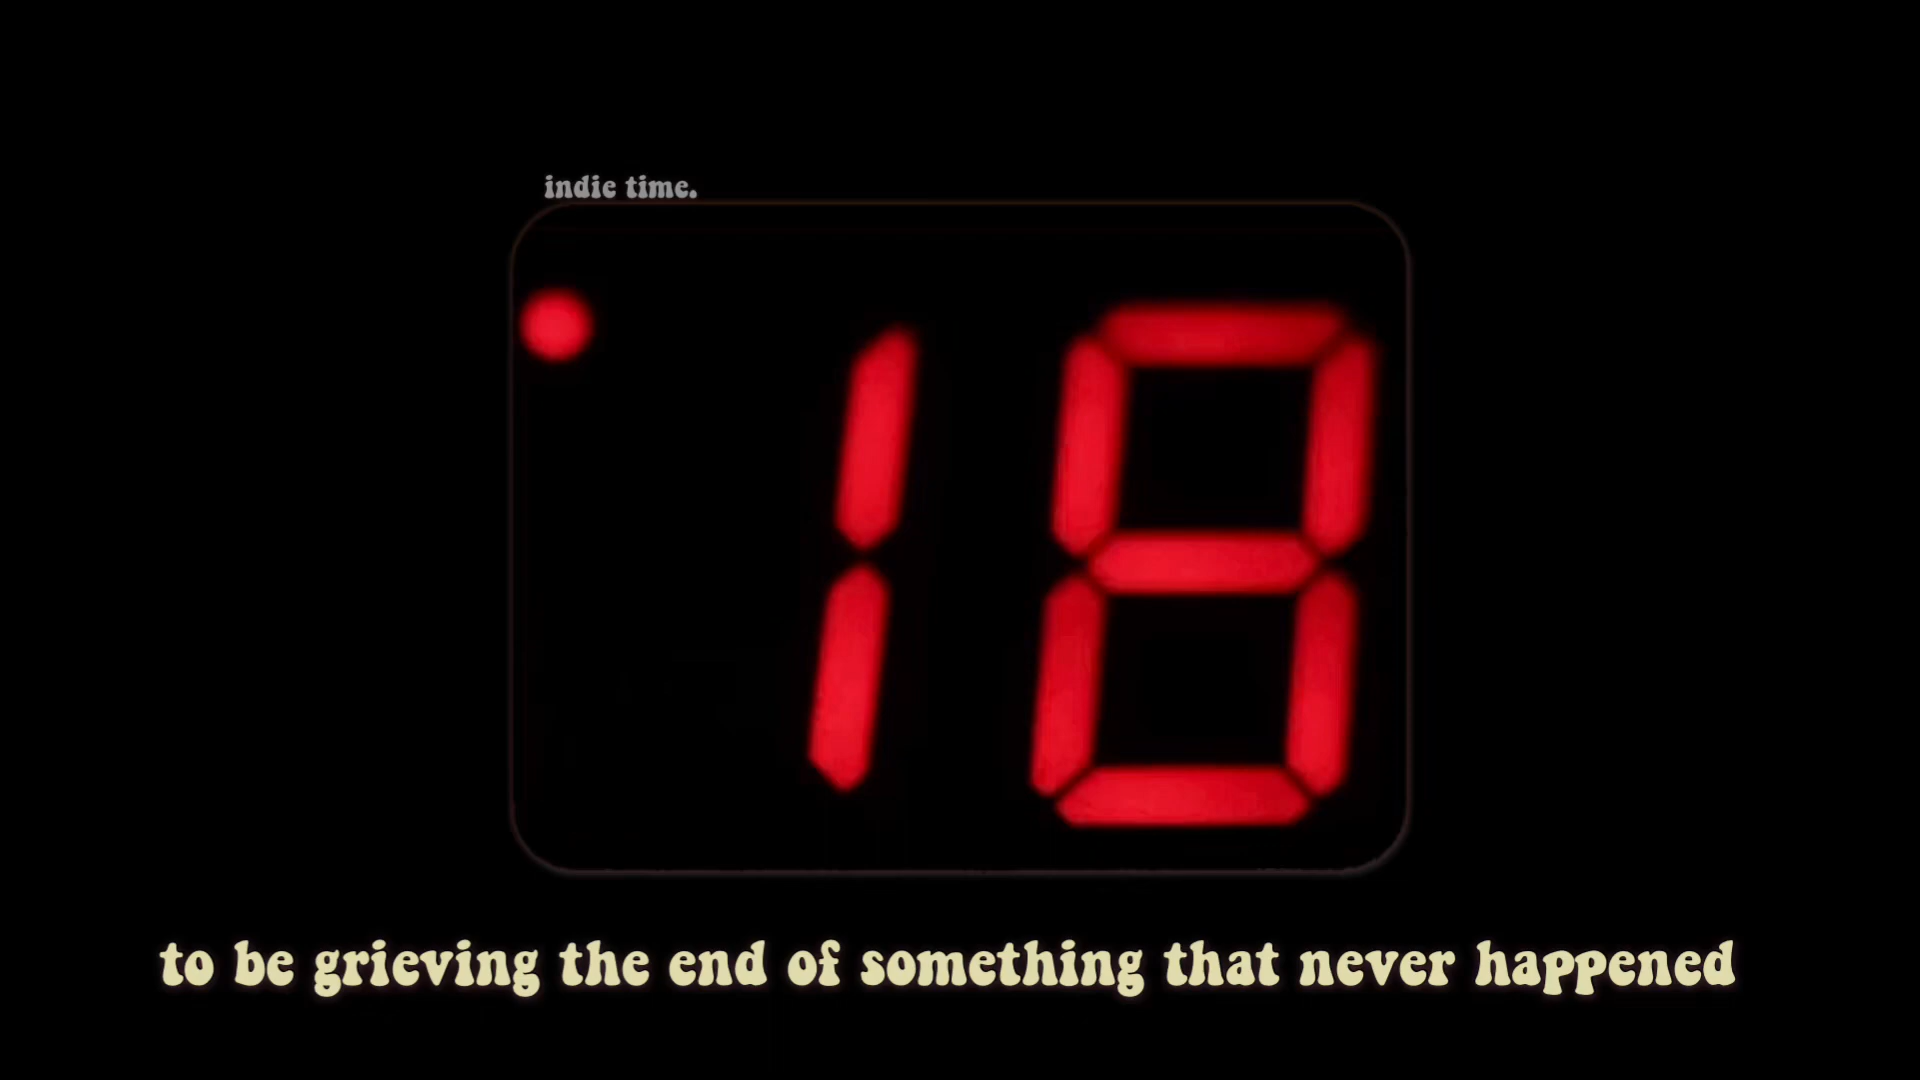 indie time.
18
to be grieving the end of something that never happened